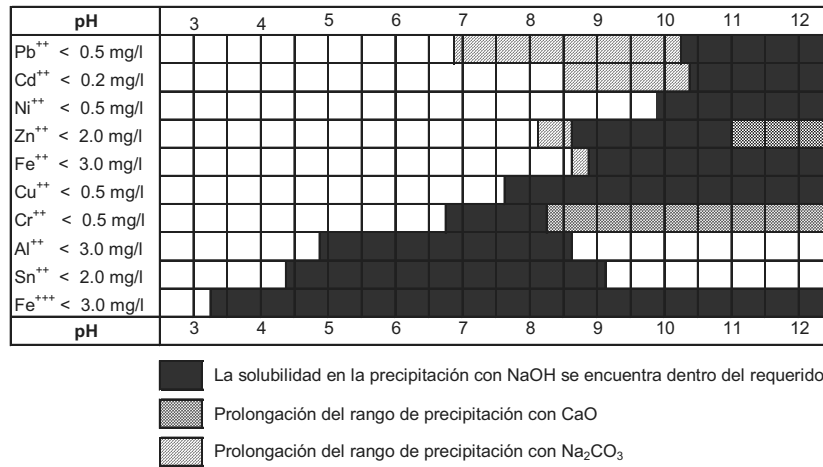 pH 3 4 5 6 7 8 9 10 11 12
Pb++ < 0.5 mg/l
Cd++ < 0.2 mg/l
Ni++ < 0.5 mg/l
Zn++ < 2.0 mg/l
Fe++ < 3.0 mg/l
Cu++ < 0.5 mg/l
Cr++ < 0.5 mg/l
Al++ < 3.0 mg/l
Sn++ < 2.0 mg/l
Fe+++ < 3.0 mg/l
pH 3 4 5 6 7 8 9 10 11 12
La solubilidad en la precipitación con NaOH se encuentra dentro del requerido
Prolongación del rango de precipitación con CaO
Prolongación del rango de precipitación con Na₂CO₃